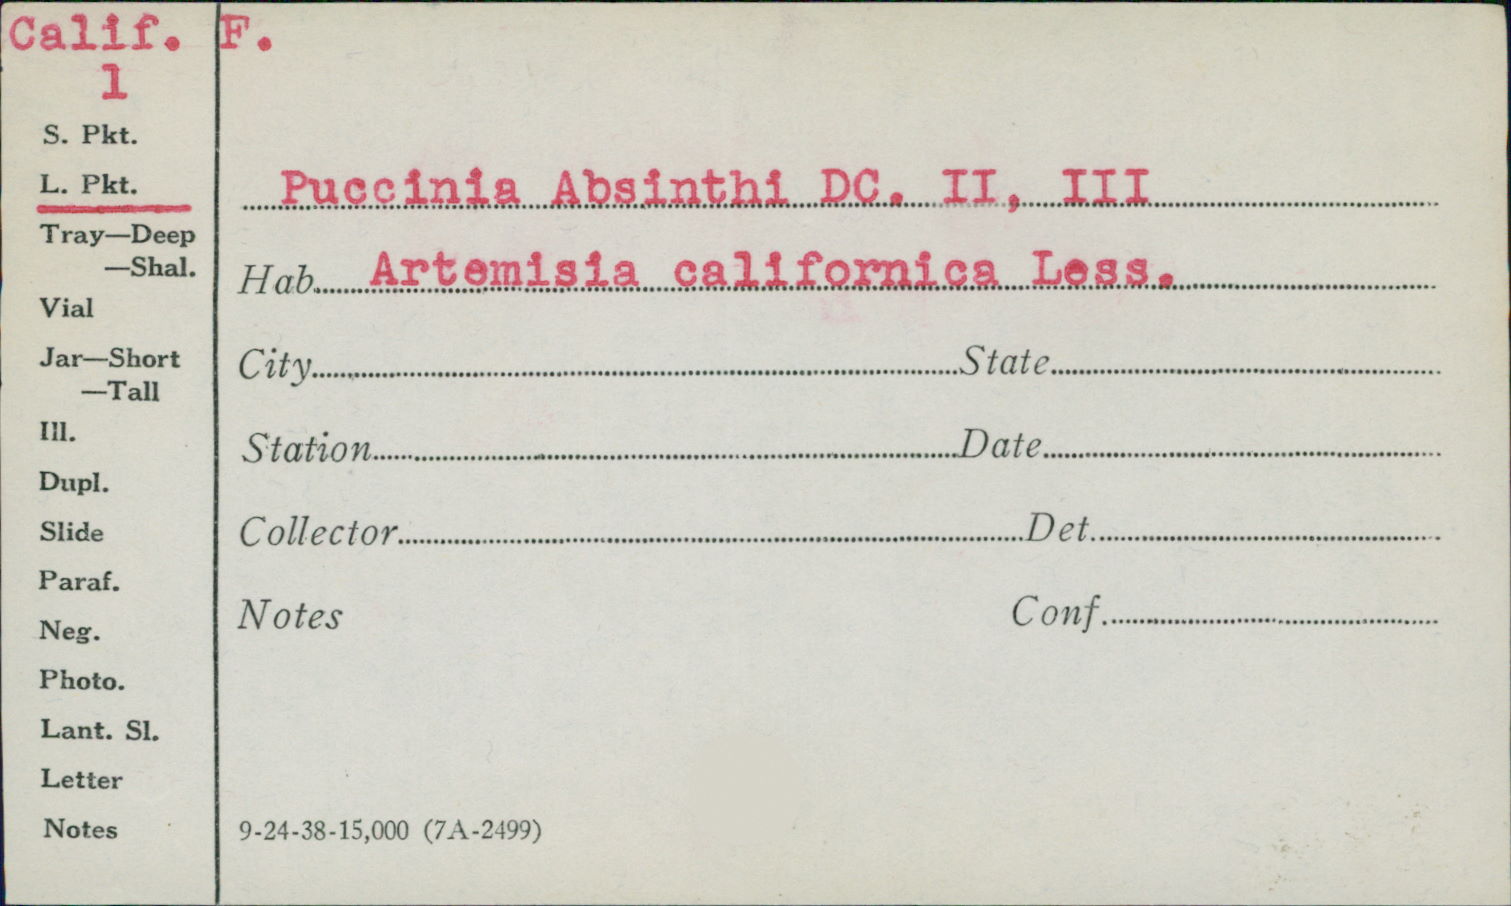 Calif. F.
1
S. Pkt.
L. Pkt.
Tray—Deep
—Shal.
Vial
Jar—Short
—Tall
Ill.
Dupl.
Slide
Paraf.
Neg.
Photo.
Lant. Sl.
Letter
Notes
Puccinia Absinthi DC. II, III
Hab. Artemisia californica Less.
City State
Station Date
Collector Det.
Notes Conf.
9-24-38-15,000 (7A-2499)